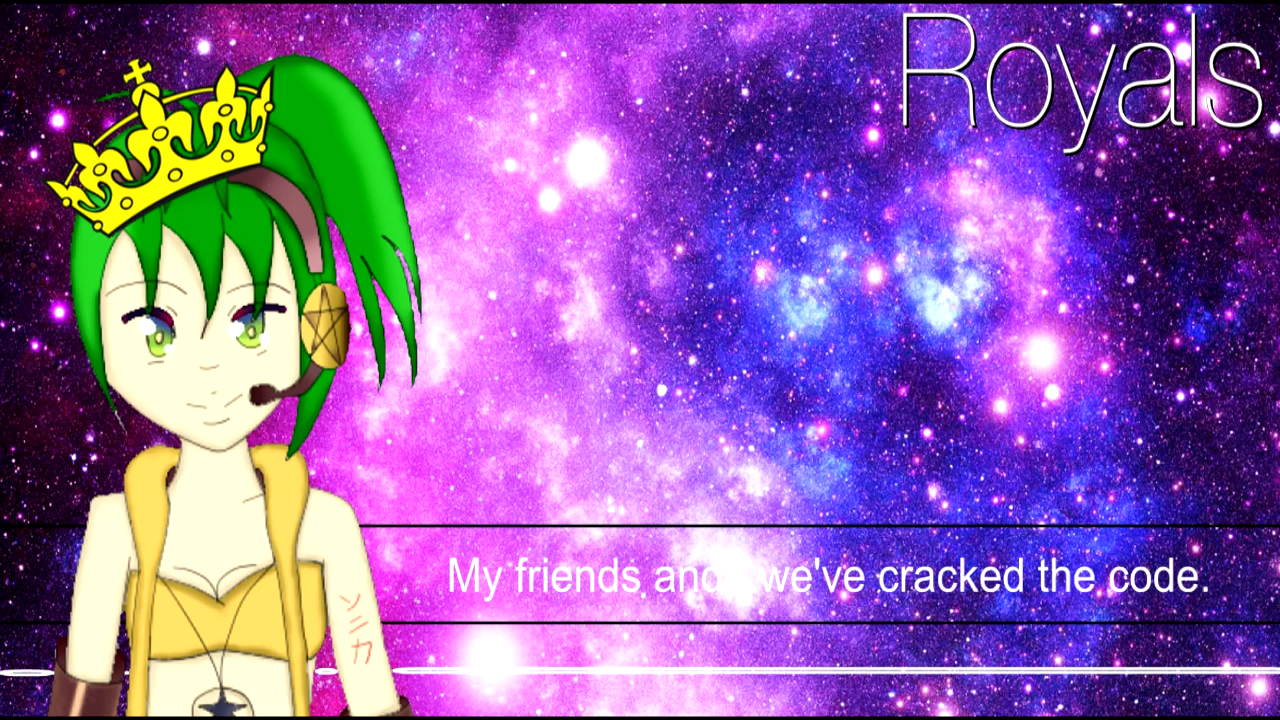 Royals
My friends and we've cracked the code.
ソニカ